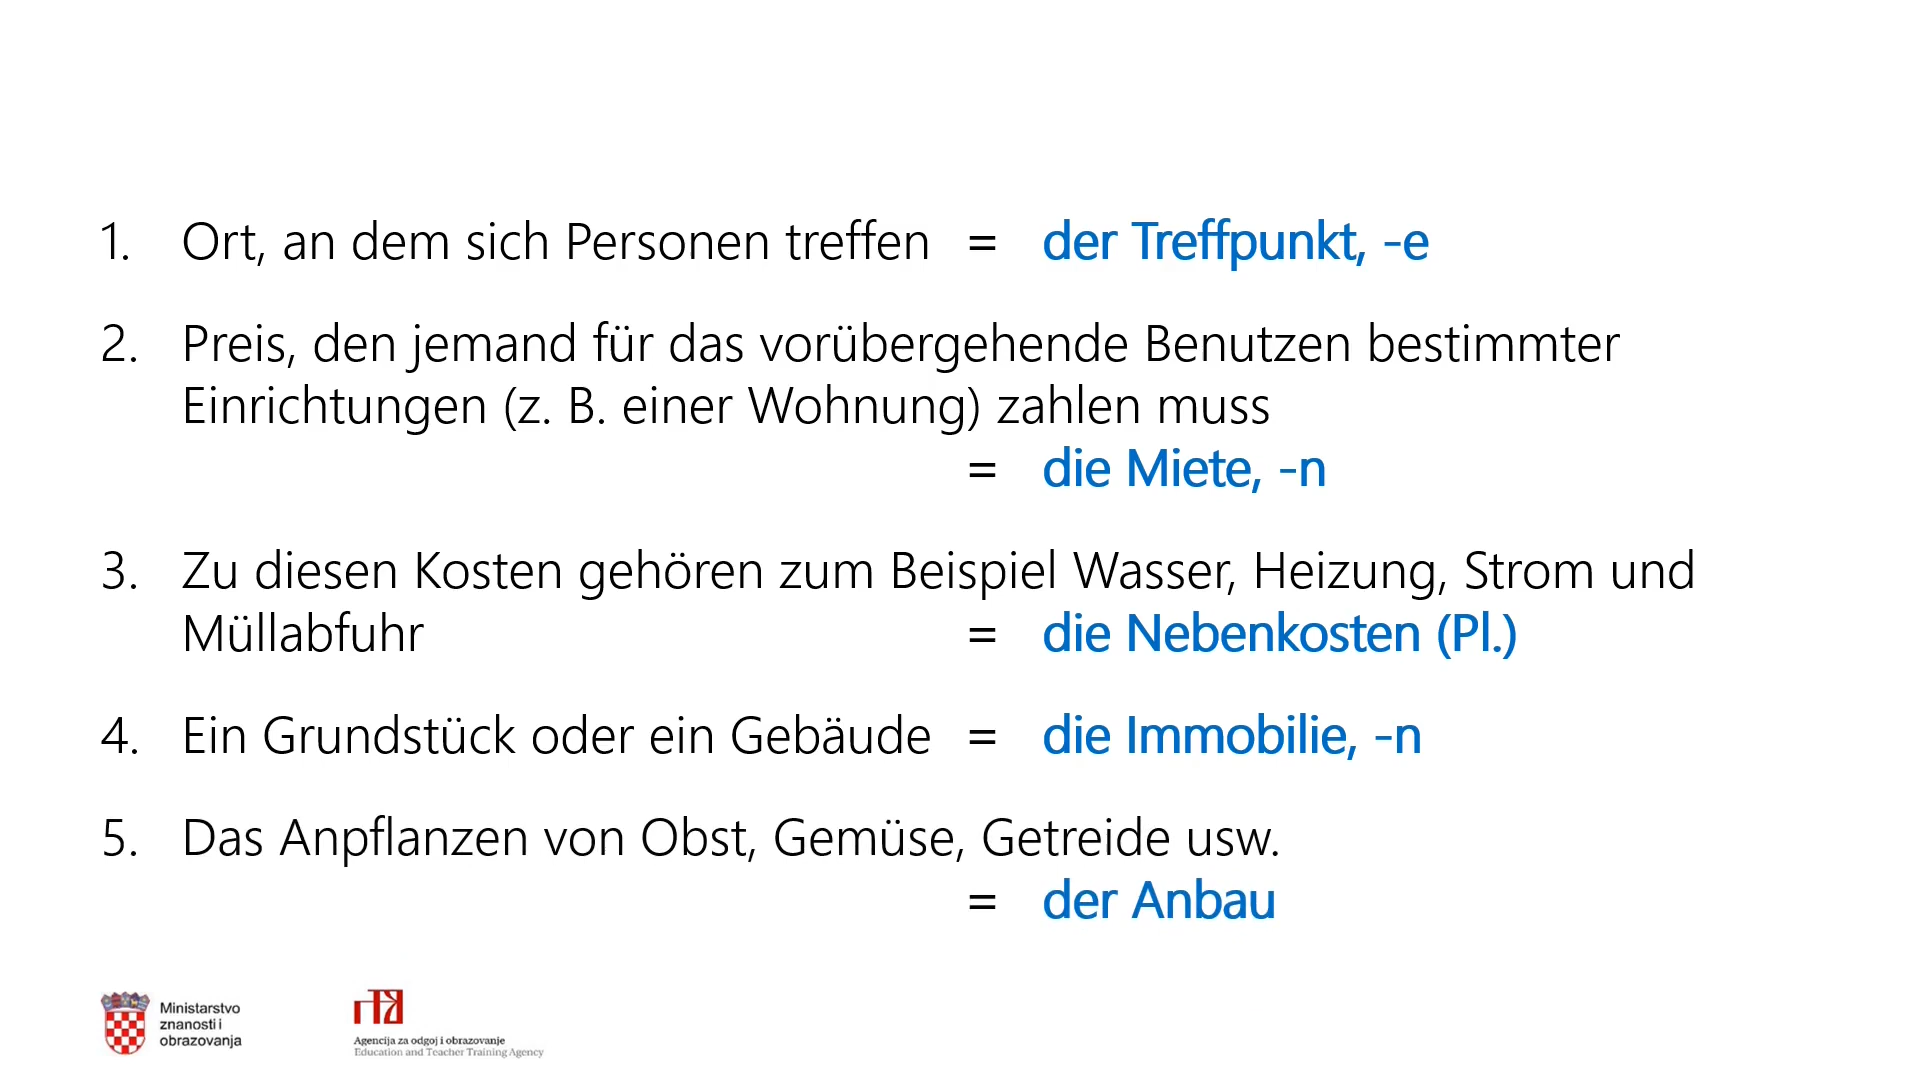 1. Ort, an dem sich Personen treffen = der Treffpunkt, -e
2. Preis, den jemand für das vorübergehende Benutzen bestimmter
Einrichtungen (z. B. einer Wohnung) zahlen muss
= die Miete, -n
3. Zu diesen Kosten gehören zum Beispiel Wasser, Heizung, Strom und
Müllabfuhr = die Nebenkosten (Pl.)
4. Ein Grundstück oder ein Gebäude = die Immobilie, -n
5. Das Anpflanzen von Obst, Gemüse, Getreide usw.
= der Anbau
Ministarstvo
znanosti i
obrazovanja
Agencija za odgoj i obrazovanje
Education and Teacher Training Agency